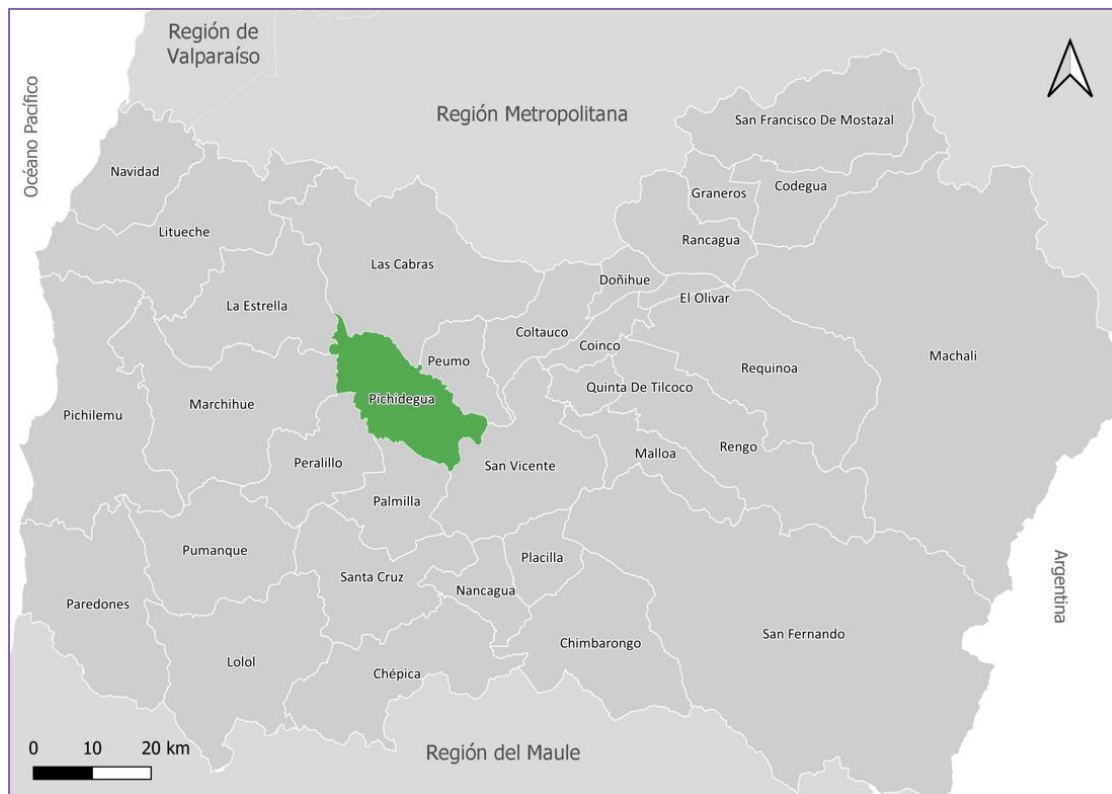 Región de
Valparaíso
Océano Pacífico
Región Metropolitana
San Francisco De Mostazal
Navidad
Graneros
Codegua
Litueche
Rancagua
Las Cabras
Doñihue
La Estrella
El Olivar
Coltauco
Coinco
Peumo
Machali
Requinoa
Quinta De Tilcoco
Pichidegua
Marchihue
Pichilemu
Rengo
Malloa
Peralillo
San Vicente
Palmilla
Pumanque
Placilla
Santa Cruz
Nancagua
Argentina
Paredones
San Fernando
Chimbarongo
Lolol
Chépica
0 10 20 km
Región del Maule